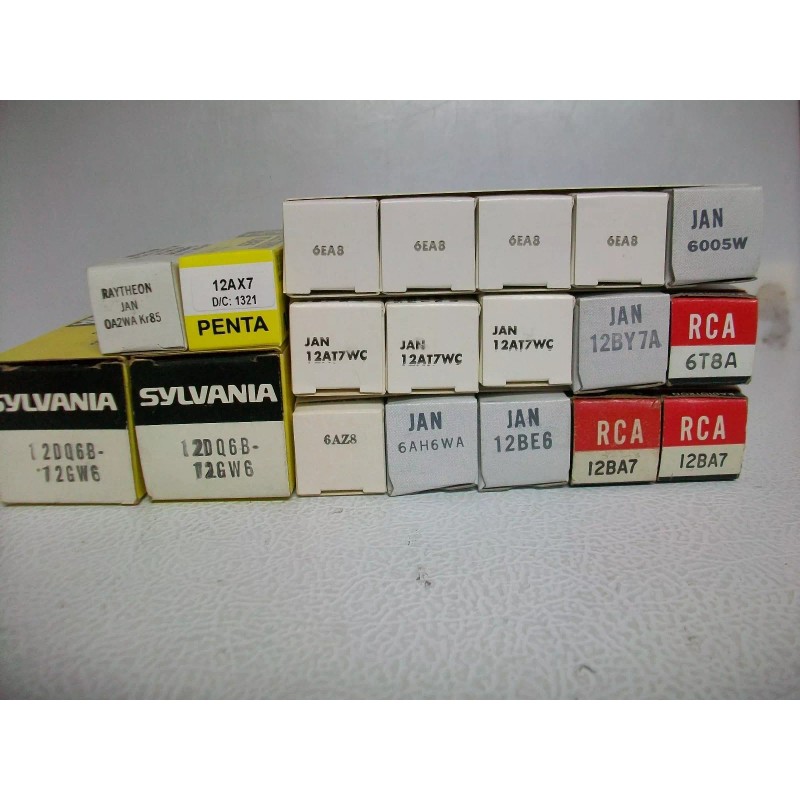 6EA8
6EA8
6EA8
6EA8
JAN
6005W
RAYTHEON
JAN
OA2WA Kr85
12AX7
D/C: 1321
PENTA
JAN
12AT7WC
JAN
12AT7WC
JAN
12AT7WC
JAN
12BY7A
RCA
6T8A
SYLVANIA
12DQ6B-
12GW6
SYLVANIA
12DQ6B-
12GW6
6AZ8
JAN
6AH6WA
JAN
12BE6
RCA
12BA7
RCA
12BA7